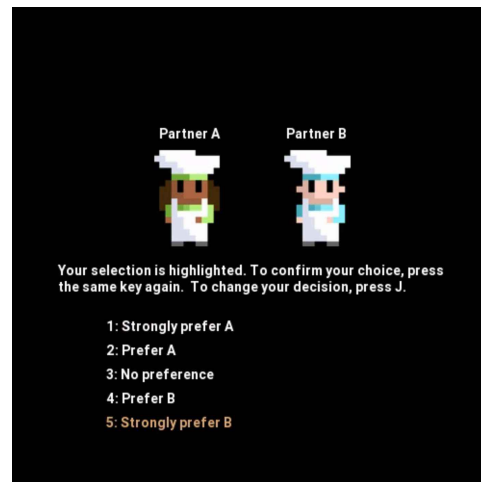 Partner A
Partner B
Your selection is highlighted. To confirm your choice, press
the same key again.  To change your decision, press J.
1: Strongly prefer A
2: Prefer A
3: No preference
4: Prefer B
5: Strongly prefer B